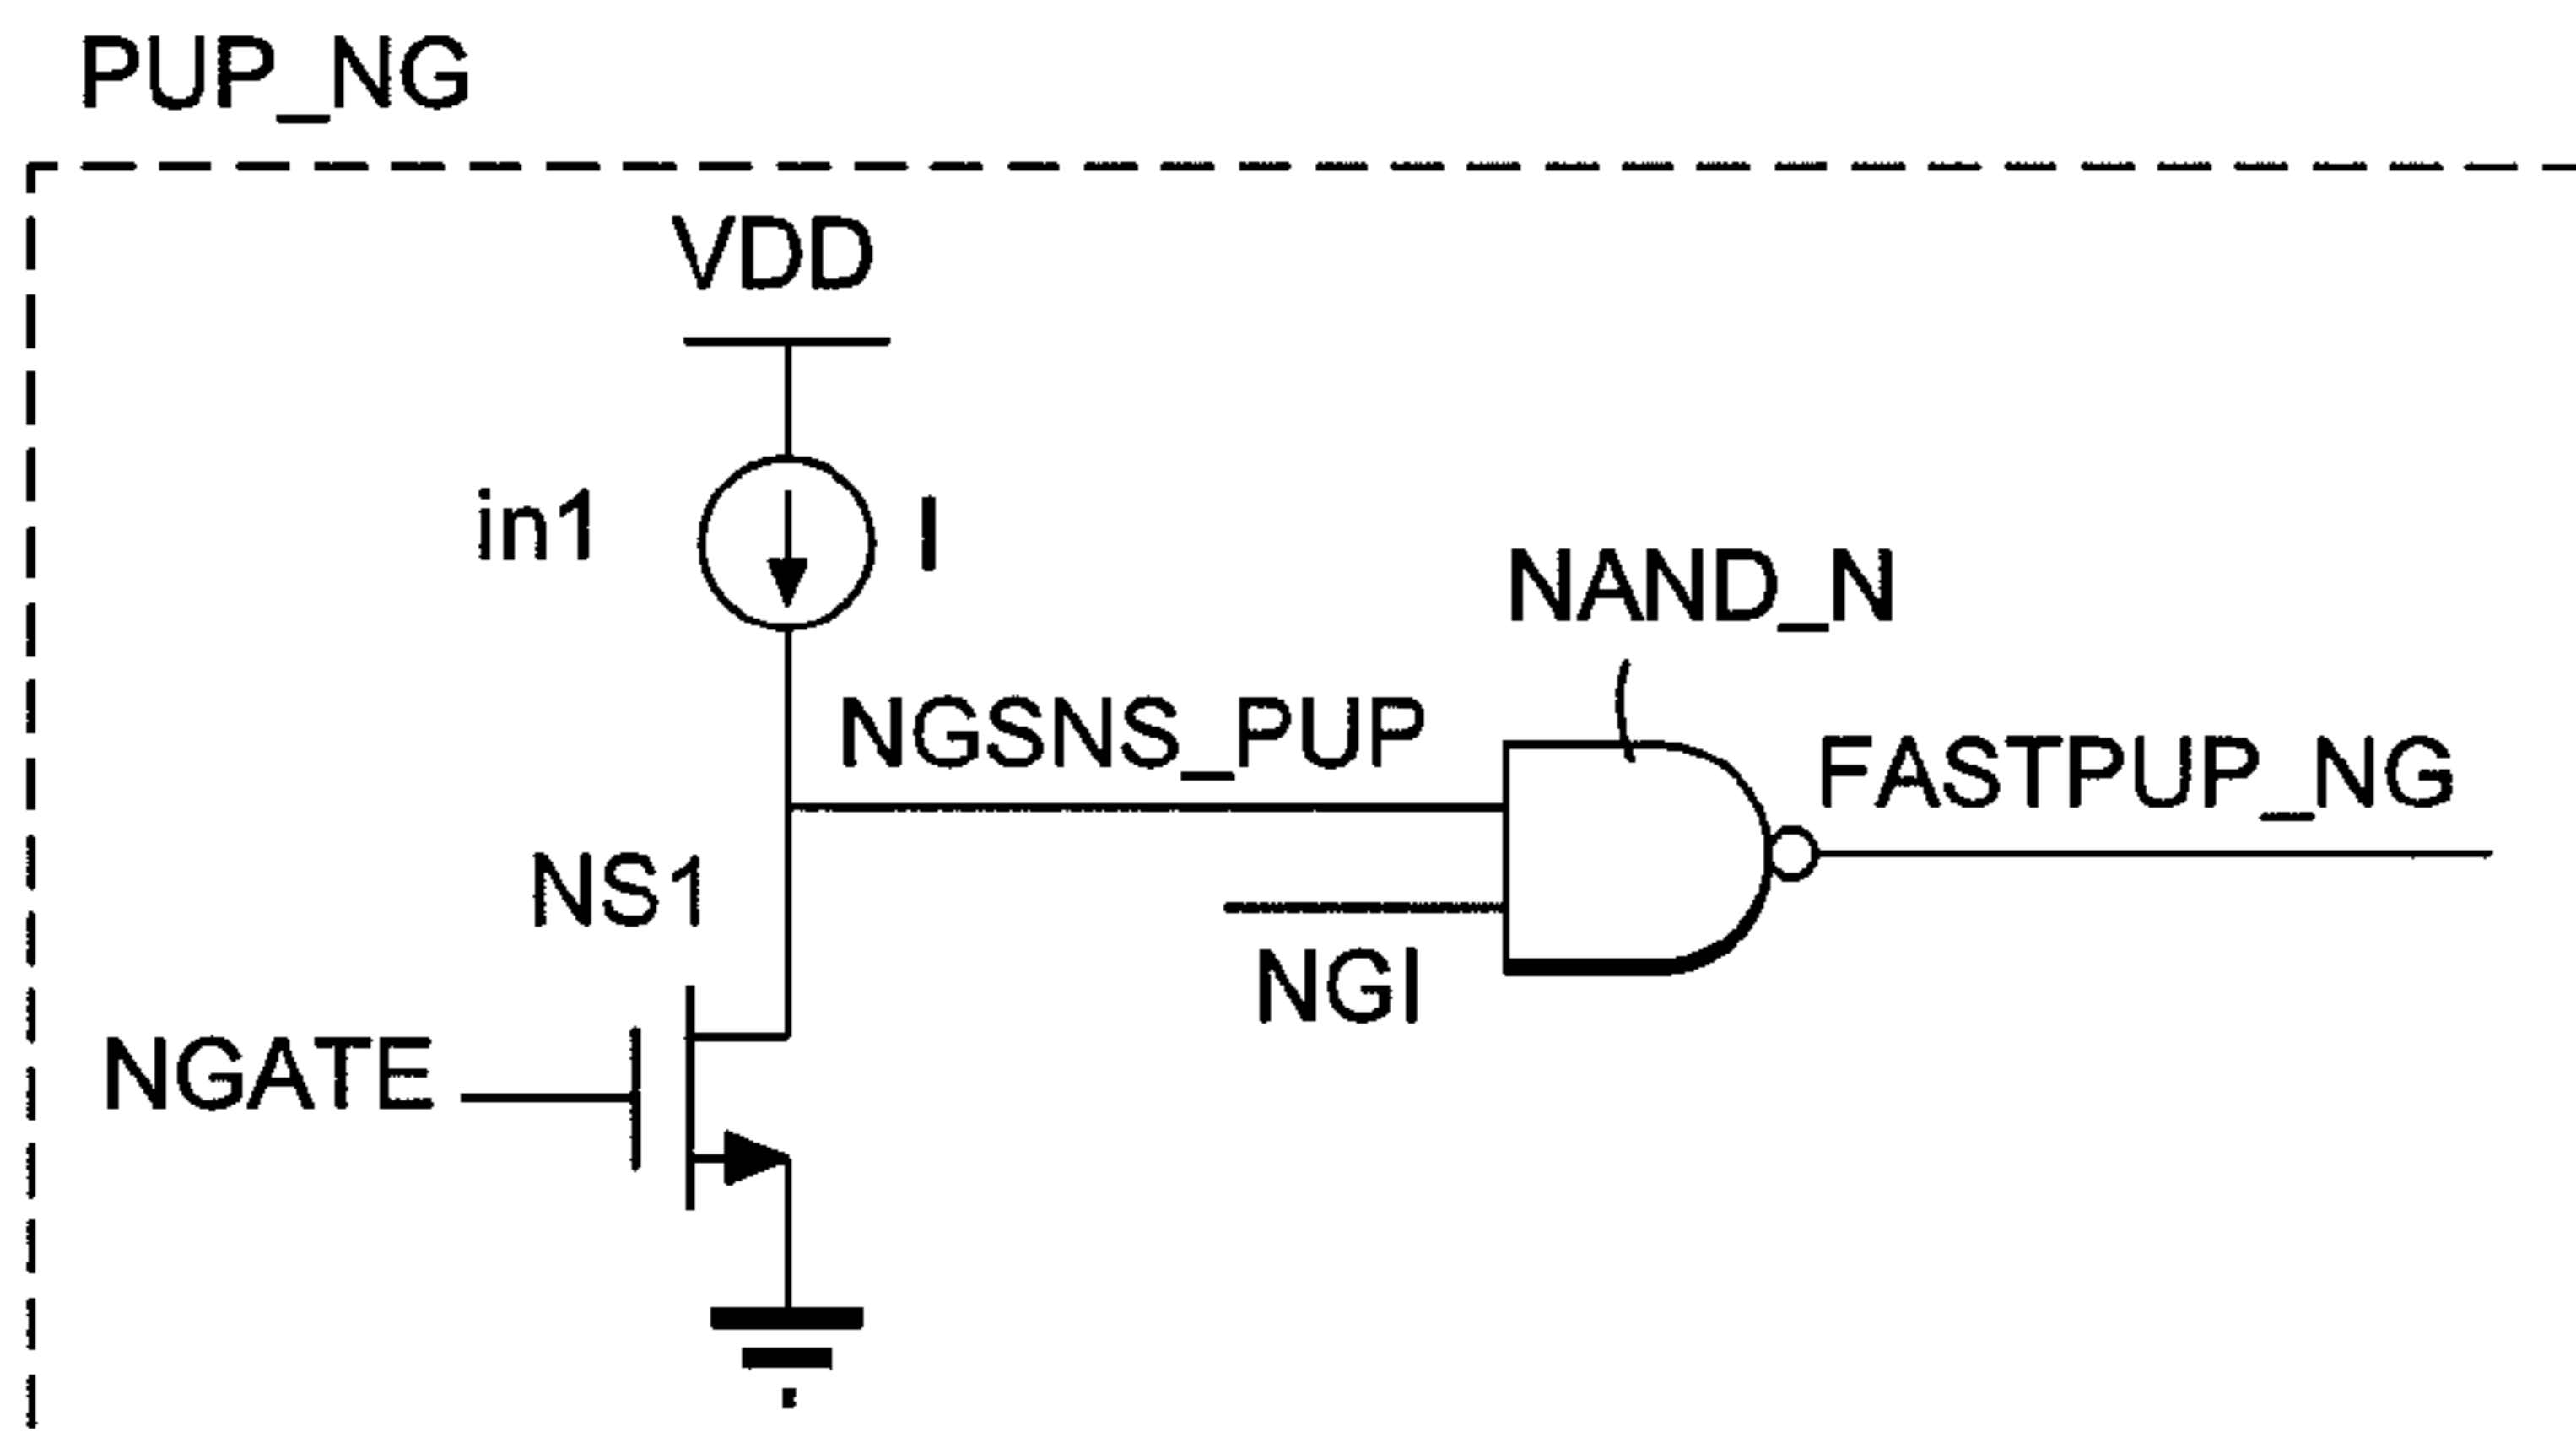 PUP_NG
VDD
in1
I
NAND_N
NGSNS_PUP
FASTPUP_NG
NS1
NGI
NGATE